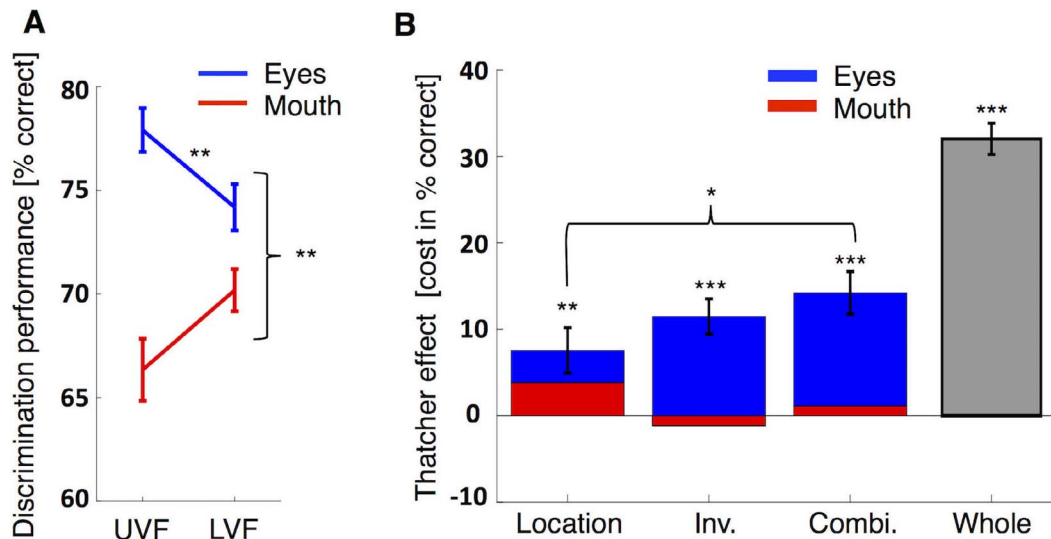 A
Discrimination performance [% correct]
Eyes
Mouth
80
75
70
65
60
**
**
UVF LVF
B
Thatcher effect [cost in % correct]
Eyes
Mouth
40
30
20
10
0
-10
**
***
***
***
*
Location Inv. Combi. Whole